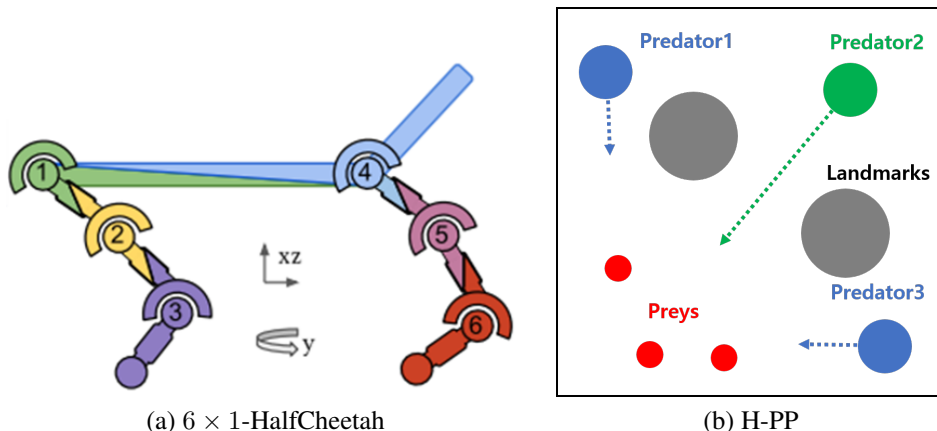 1
4
2
5
3
6
xz
y
(a) 6 × 1-HalfCheetah
Predator1
Predator2
Landmarks
Predator3
Preys
(b) H-PP